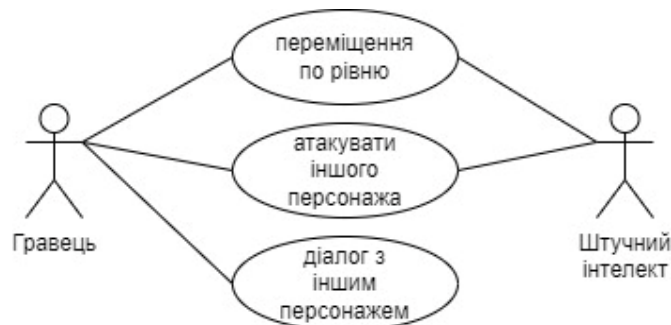 переміщення
по рівню
атакувати
іншого
персонажа
Гравець
Штучний
інтелект
діалог з
іншим
персонажем